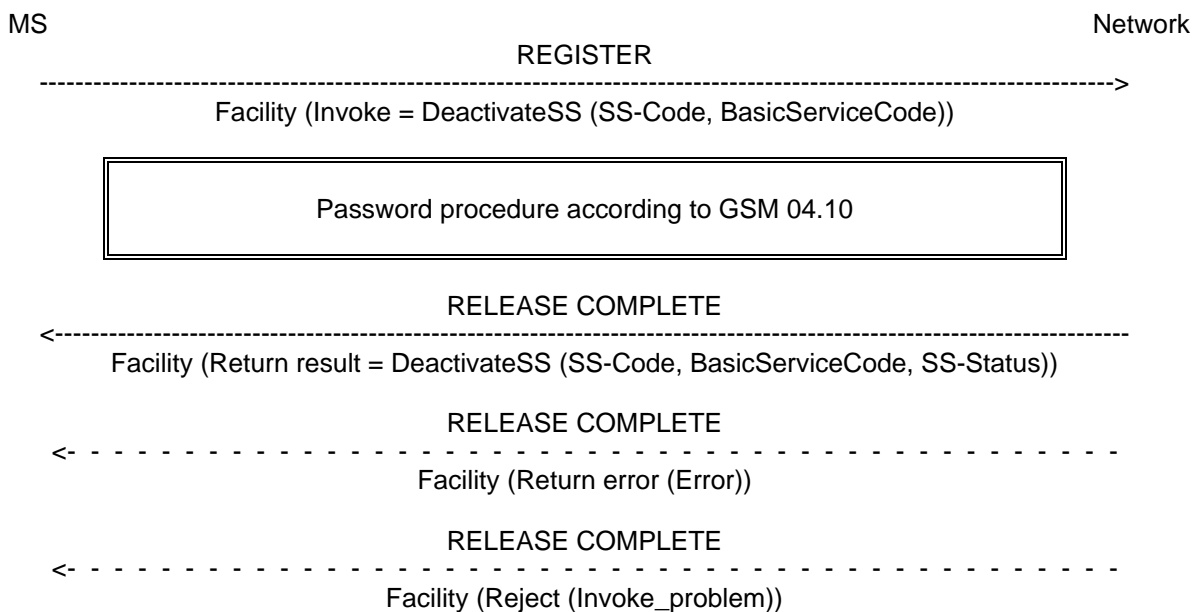 MS Network
REGISTER
Facility (Invoke = DeactivateSS (SS-Code, BasicServiceCode))
Password procedure according to GSM 04.10
RELEASE COMPLETE
Facility (Return result = DeactivateSS (SS-Code, BasicServiceCode, SS-Status))
RELEASE COMPLETE
Facility (Return error (Error))
RELEASE COMPLETE
Facility (Reject (Invoke_problem))